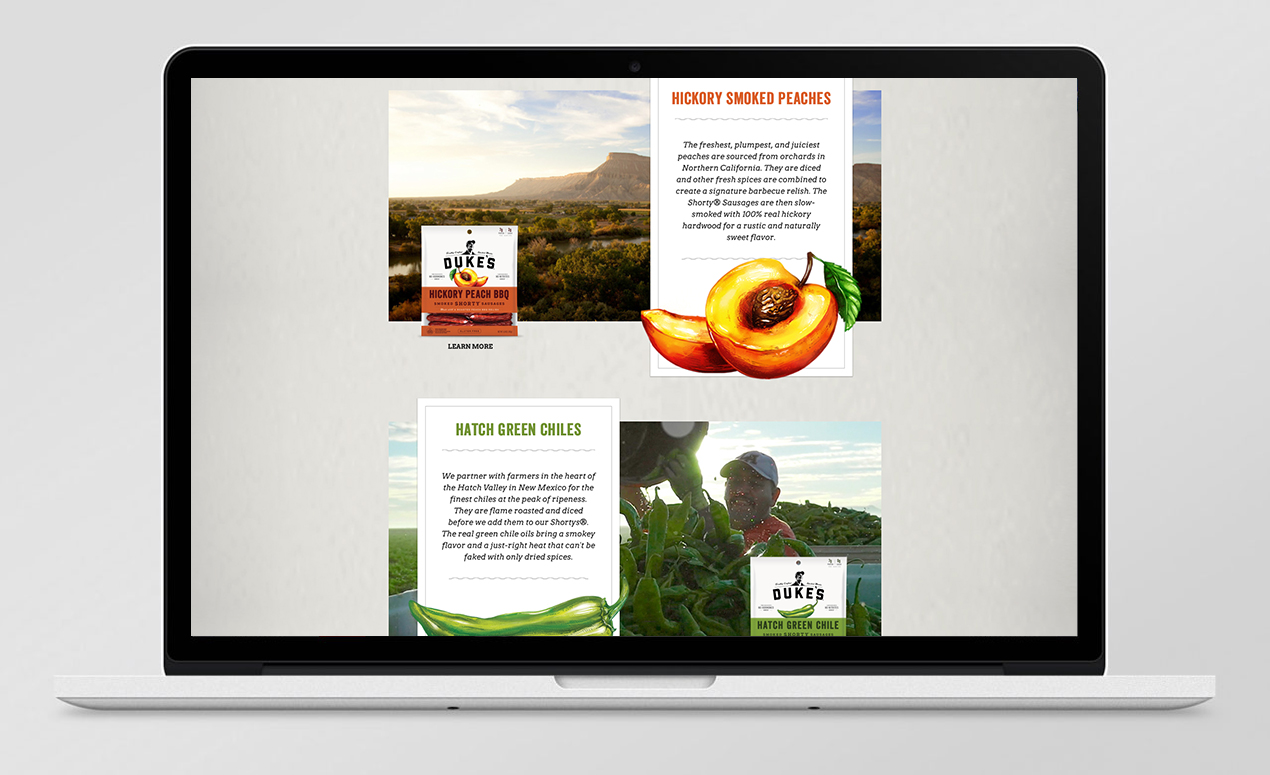 HICKORY SMOKED PEACHES
The freshest, plumpest, and juiciest
peaches are sourced from orchards in
Northern California. They are diced
and other fresh spices are combined to
create a signature barbecue relish. The
Shorty® Sausages are then slow-
smoked with 100% real hickory
hardwood for a rustic and naturally
sweet flavor.
DUKE'S
HICKORY PEACH BBQ
SMOKED SHORTY SAUSAGES
LEARN MORE
HATCH GREEN CHILES
We partner with farmers in the heart of
the Hatch Valley in New Mexico for the
finest chiles at the peak of ripeness.
They are flame roasted and diced
before we add them to our Shortys®.
The real green chile oils bring a smokey
flavor and a just-right heat that can't be
faked with only dried spices.
DUKE'S
HATCH GREEN CHILE
SMOKED SHORTY SAUSAGES